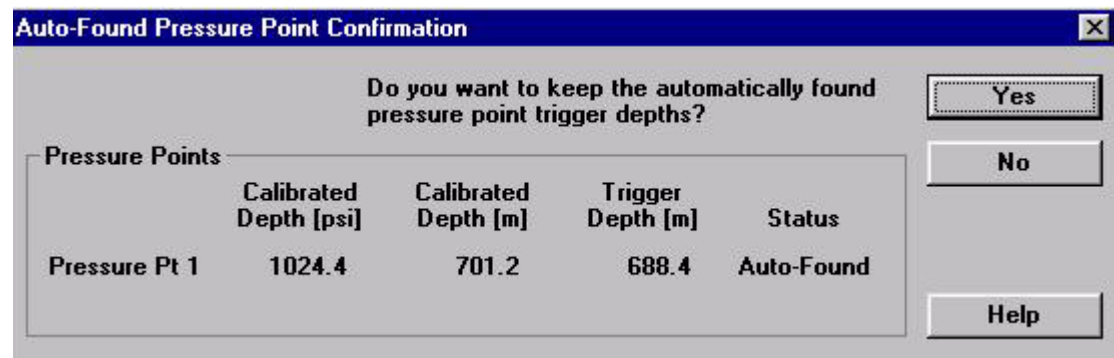 Auto-Found Pressure Point Confirmation
Do you want to keep the automatically found
pressure point trigger depths?
Yes
No
Pressure Points
Calibrated Calibrated Trigger
Depth [psi] Depth [m] Depth [m] Status
Pressure Pt 1 1024.4 701.2 688.4 Auto-Found
Help